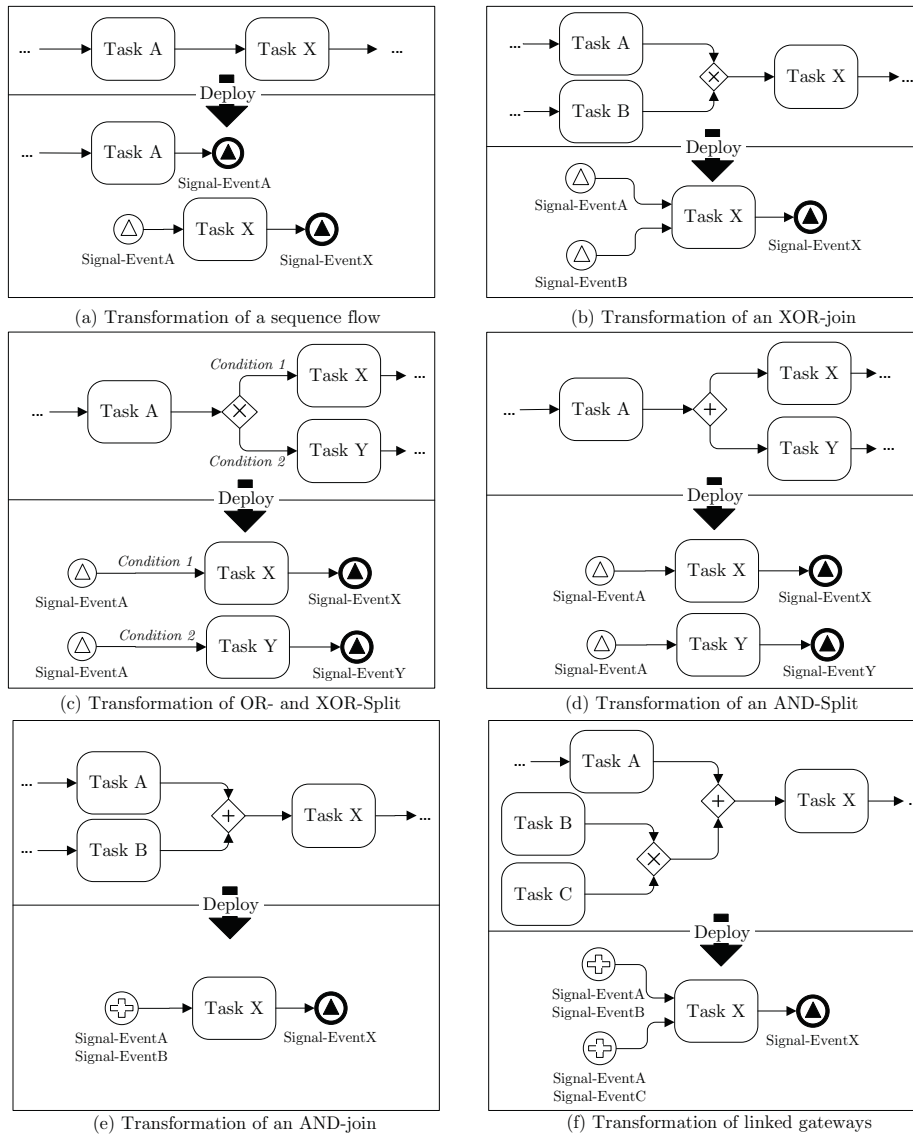 ... Task A Task X ...
Deploy
... Task A
Signal-EventA
Task X
Signal-EventA Signal-EventX
(a) Transformation of a sequence flow
... Task A
Task X ...
... Task B
Deploy
Signal-EventA
Task X
Signal-EventX
Signal-EventB
(b) Transformation of an XOR-join
Condition 1
Task X ...
... Task A
Condition 2
Task Y ...
Deploy
Condition 1
Task X
Signal-EventA Signal-EventX
Condition 2
Task Y
Signal-EventA Signal-EventY
(c) Transformation of OR- and XOR-Split
Task X ...
... Task A
Task Y ...
Deploy
Task X
Signal-EventA Signal-EventX
Task Y
Signal-EventA Signal-EventY
(d) Transformation of an AND-Split
... Task A
Task X ...
... Task B
Deploy
Task X
Signal-EventA Signal-EventX
Signal-EventB
(e) Transformation of an AND-join
... Task A
Task X ...
Task B
Task C
Deploy
Signal-EventA
Signal-EventB
Task X
Signal-EventX
Signal-EventA
Signal-EventC
(f) Transformation of linked gateways